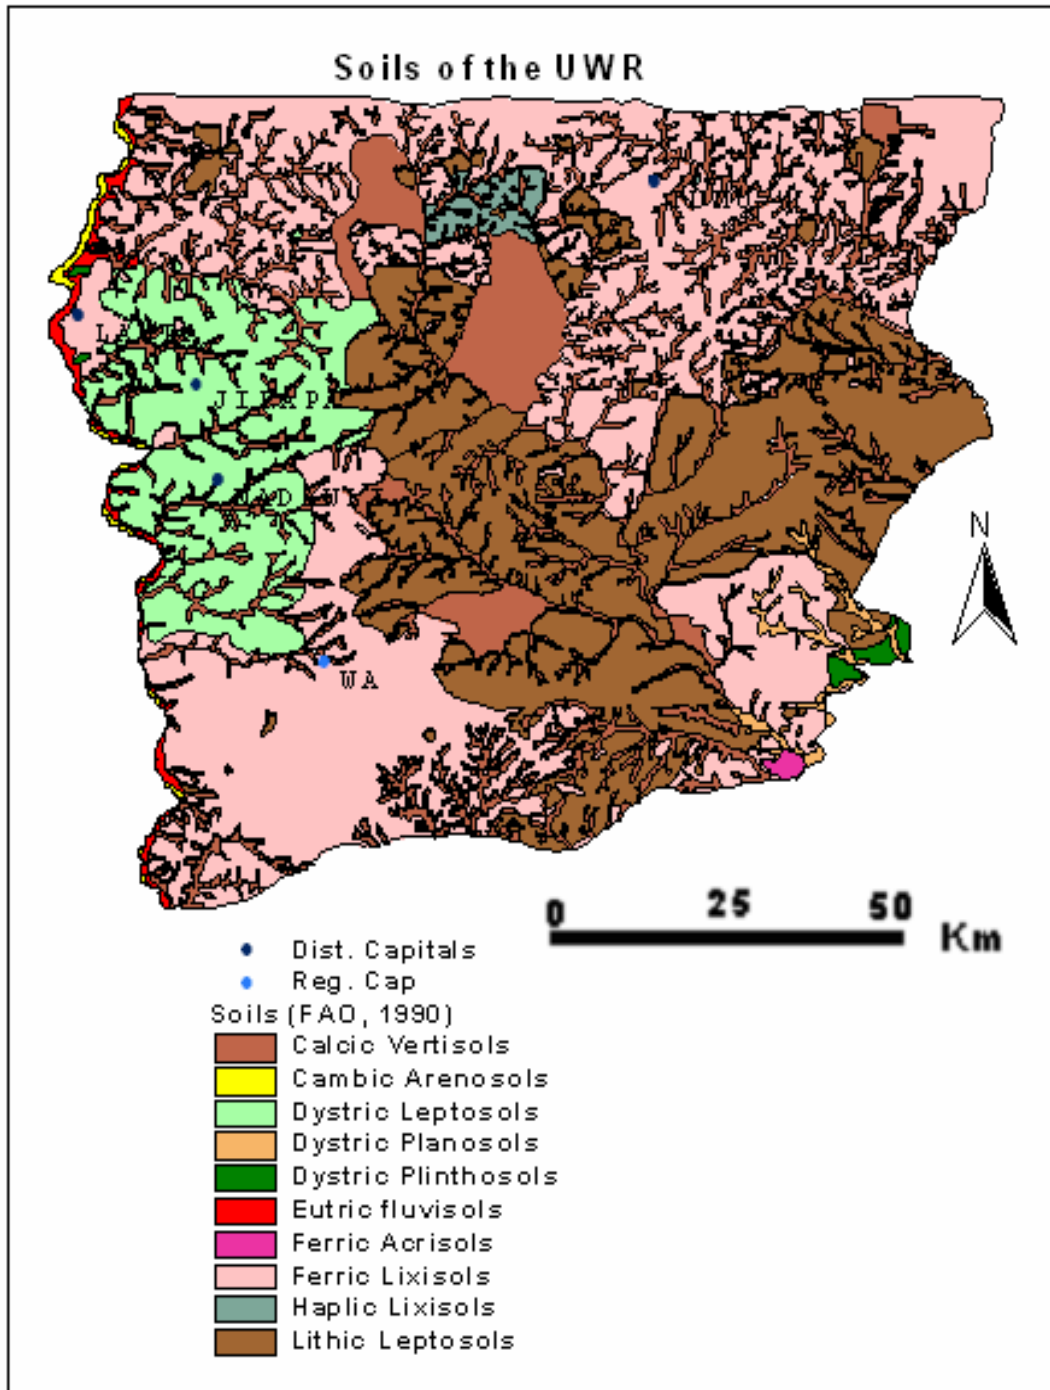 Soils of the UWR
WA
N
0 25 50
Km
Dist. Capitals
Reg. Cap
Soils (FAO, 1990)
Calcic Vertisols
Cambic Arenosols
Dystric Leptosols
Dystric Planosols
Dystric Plinthosols
Eutric fluvisols
Ferric Acrisols
Ferric Lixisols
Haplic Lixisols
Lithic Leptosols